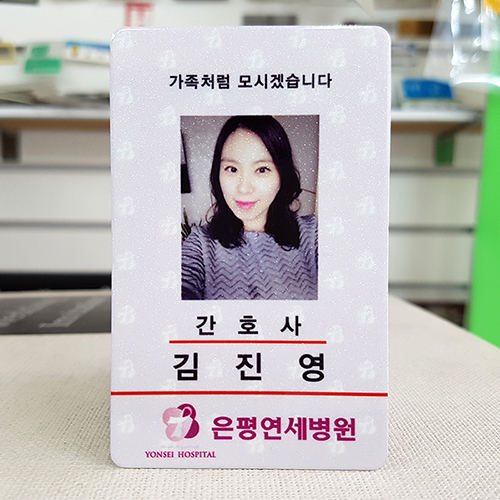 가족처럼 모시겠습니다
간 호 사
김 진 영
은평연세병원
YONSEI HOSPITAL